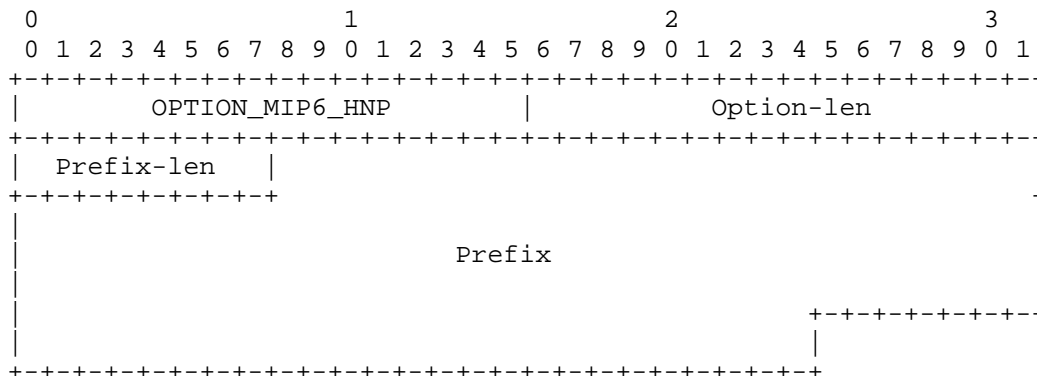 0                   1                   2                   3
0 1 2 3 4 5 6 7 8 9 0 1 2 3 4 5 6 7 8 9 0 1 2 3 4 5 6 7 8 9 0 1
+-+-+-+-+-+-+-+-+-+-+-+-+-+-+-+-+-+-+-+-+-+-+-+-+-+-+-+-+-+-+-+-
|        OPTION_MIP6_HNP        |           Option-len
+-+-+-+-+-+-+-+-+-+-+-+-+-+-+-+-+-+-+-+-+-+-+-+-+-+-+-+-+-+-+-+-
|  Prefix-len   |
+-+-+-+-+-+-+-+-+                                               +
|
|                           Prefix
|
|                                                 +-+-+-+-+-+-+-+-
|                                                 |
+-+-+-+-+-+-+-+-+-+-+-+-+-+-+-+-+-+-+-+-+-+-+-+-+-+